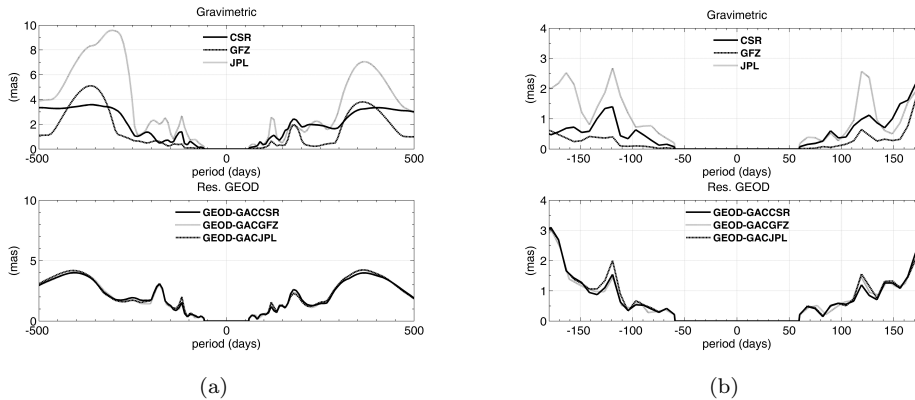 Gravimetric
10
8
6
4
2
0
(mas)
CSR
GFZ
JPL
-500 0 500
period (days)
Res. GEOD
10
5
0
(mas)
GEOD-GACCSR
GEOD-GACGFZ
GEOD-GACJPL
-500 0 500
period (days)
(a)
Gravimetric
4
3
2
1
0
(mas)
CSR
GFZ
JPL
-150 -100 -50 0 50 100 150
period (days)
Res. GEOD
4
3
2
1
0
(mas)
GEOD-GACCSR
GEOD-GACGFZ
GEOD-GACJPL
-150 -100 -50 0 50 100 150
period (days)
(b)